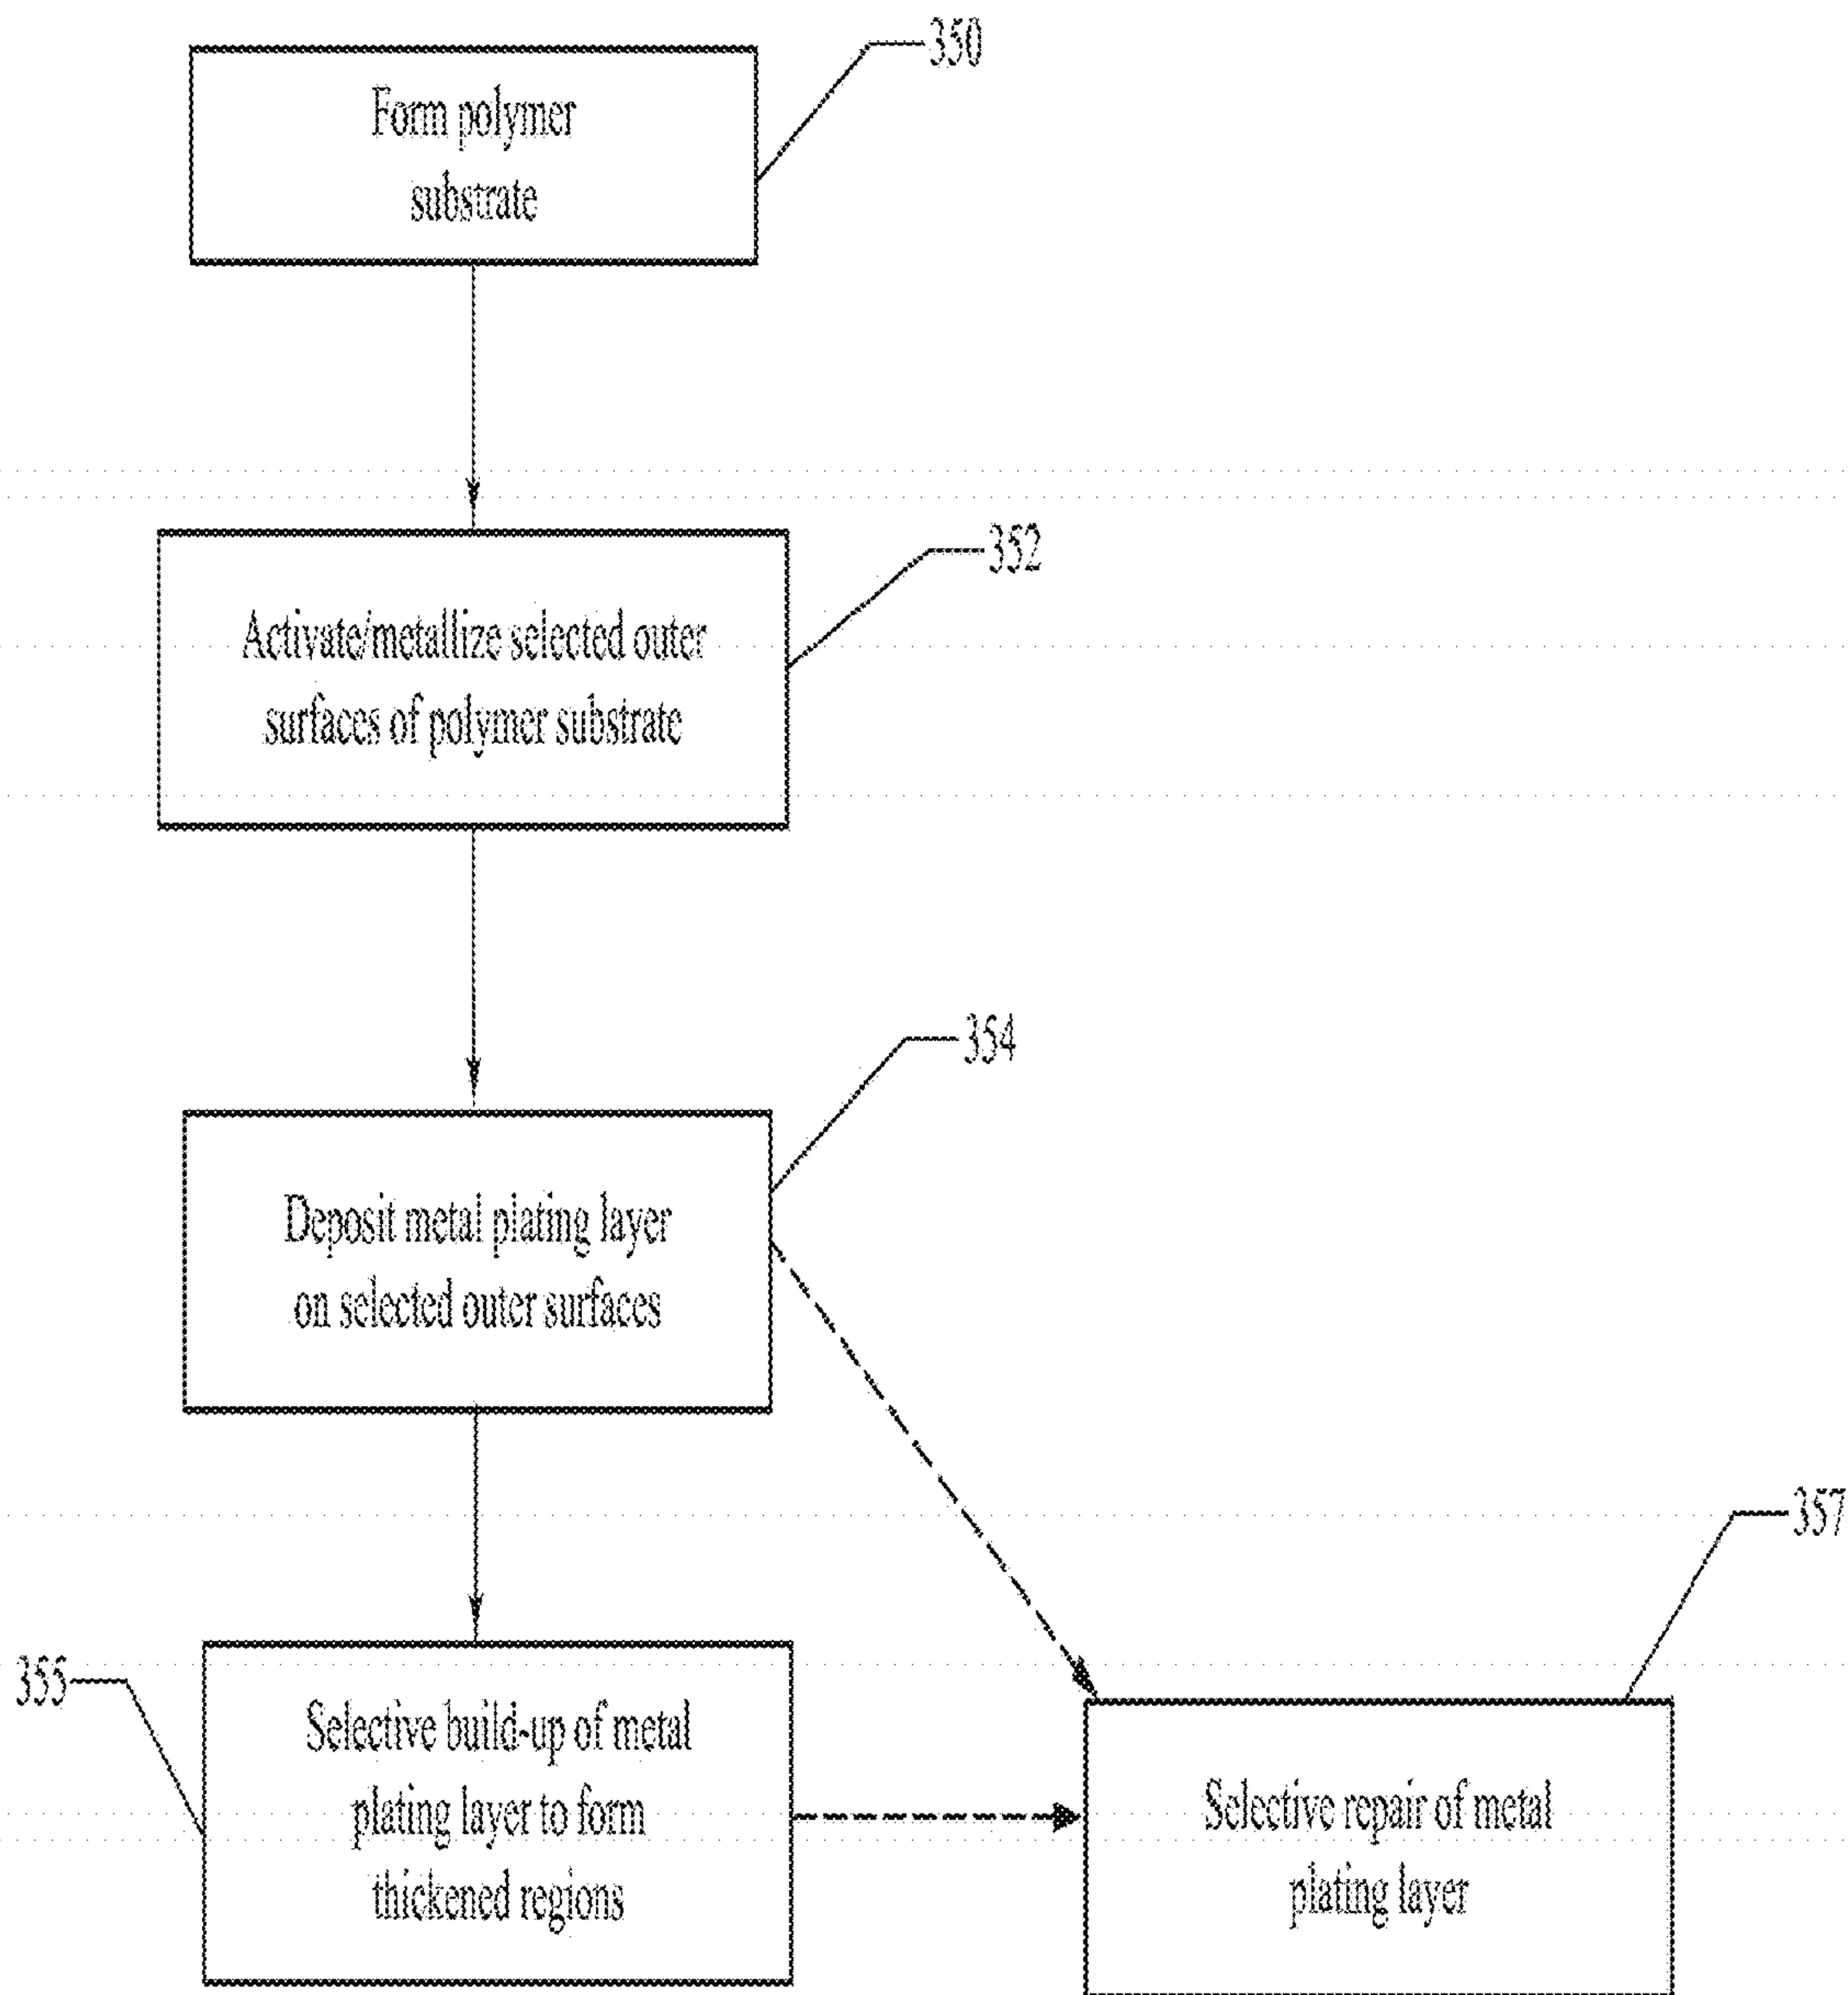 350
Form polymer
substrate
352
Activate/metallize selected outer
surfaces of polymer substrate
354
Deposit metal plating layer
on selected outer surfaces
357
355
Selective build-up of metal
plating layer to form
thickened regions
Selective repair of metal
plating layer